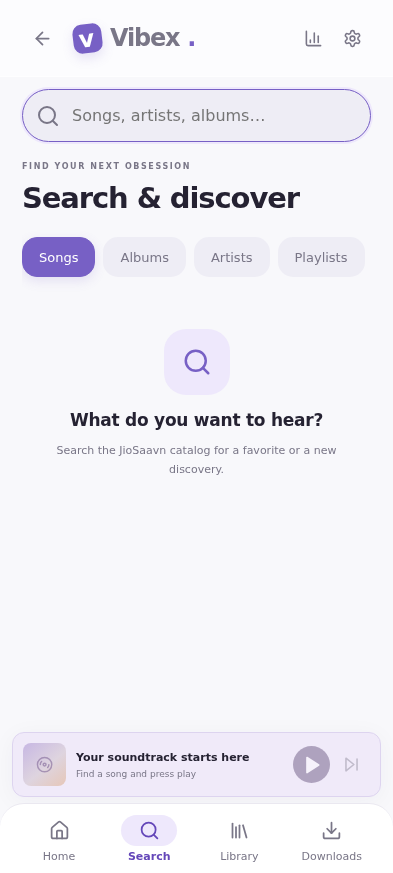 Vibex .
Songs, artists, albums...
FIND YOUR NEXT OBSESSION
Search & discover
Songs
Albums
Artists
Playlists
What do you want to hear?
Search the JioSaavn catalog for a favorite or a new
discovery.
Your soundtrack starts here
Find a song and press play
Home
Search
Library
Downloads